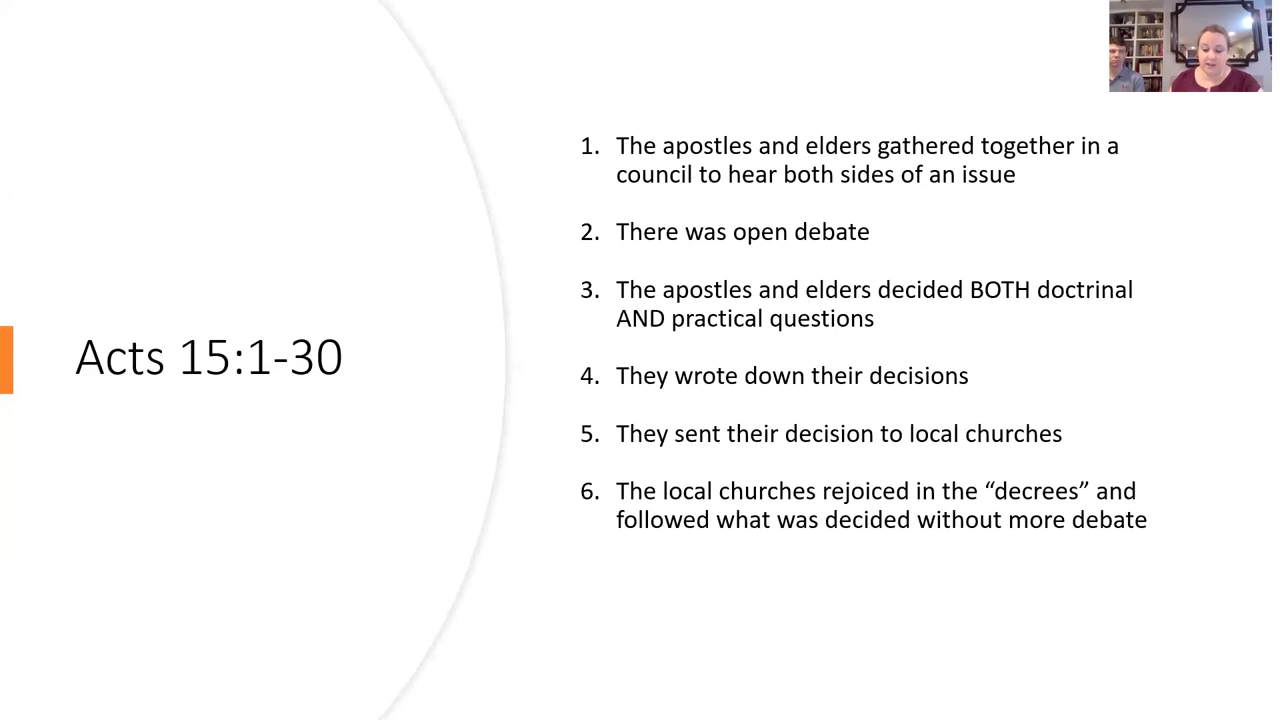 Acts 15:1-30
1. The apostles and elders gathered together in a
council to hear both sides of an issue
2. There was open debate
3. The apostles and elders decided BOTH doctrinal
AND practical questions
4. They wrote down their decisions
5. They sent their decision to local churches
6. The local churches rejoiced in the “decrees” and
followed what was decided without more debate